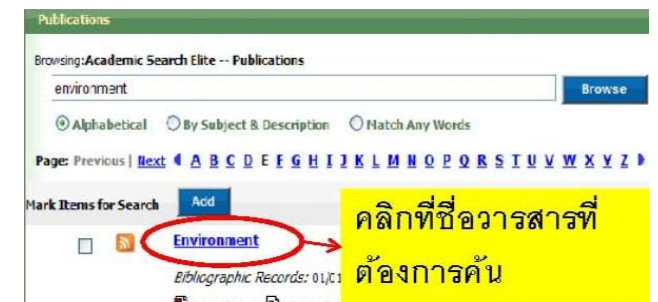 Publications
Browsing:Academic Search Elite -- Publications
environment
Browse
Alphabetical By Subject & Description Match Any Words
Page: Previous | Next A B C D E F G H I J K L M N O P Q R S T U V W X Y Z
Mark Items for Search Add
Environment
Bibliographic Records: 01/01
คลิกที่ชื่อวารสารที่
ต้องการค้น